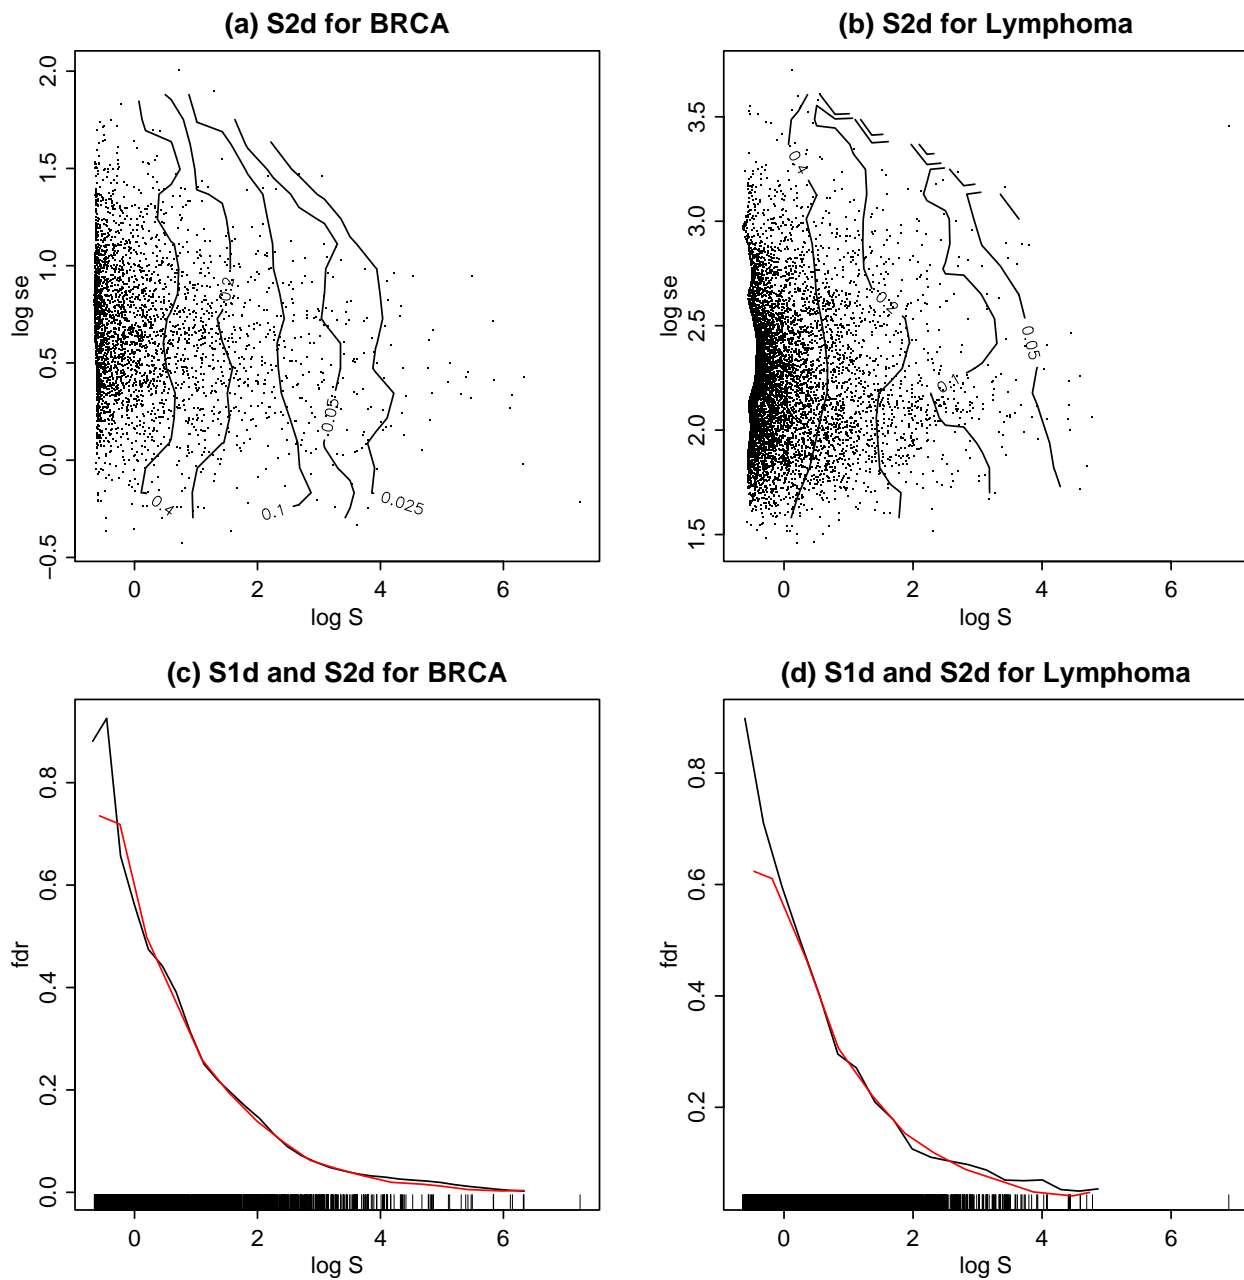 (a) S2d for BRCA
2.0
1.5
1.0
0.5
0.0
−0.5
log se
0.4
0.2
0.1
0.05
0.025
0 2 4 6
log S
(b) S2d for Lymphoma
3.5
3.0
2.5
2.0
1.5
log se
0.4
0.2
0.1
0.05
0 2 4 6
log S
(c) S1d and S2d for BRCA
0.8
0.6
0.4
0.2
0.0
fdr
0 2 4 6
log S
(d) S1d and S2d for Lymphoma
0.8
0.6
0.4
0.2
fdr
0 2 4 6
log S